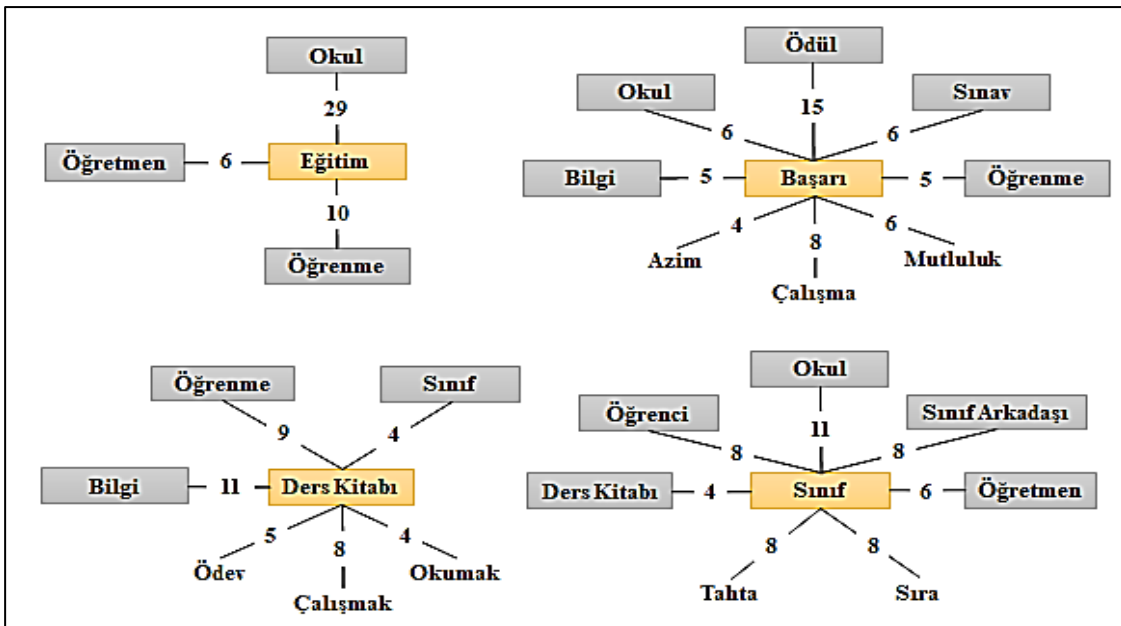 Okul
29
Öğretmen 6 Eğitim
10
Öğrenme
Ödül
Okul 15 Sınav
6 6
Bilgi 5 Başarı 5 Öğrenme
4 8 6
Azim Mutluluk
Çalışma
Öğrenme Sınıf
9 4
Bilgi 11 Ders Kitabı
5 8 4
Ödev Okumak
Çalışmak
Okul
Öğrenci Sınıf Arkadaşı
11
8 8
Ders Kitabı 4 Sınıf 6 Öğretmen
8 8
Tahta Sıra